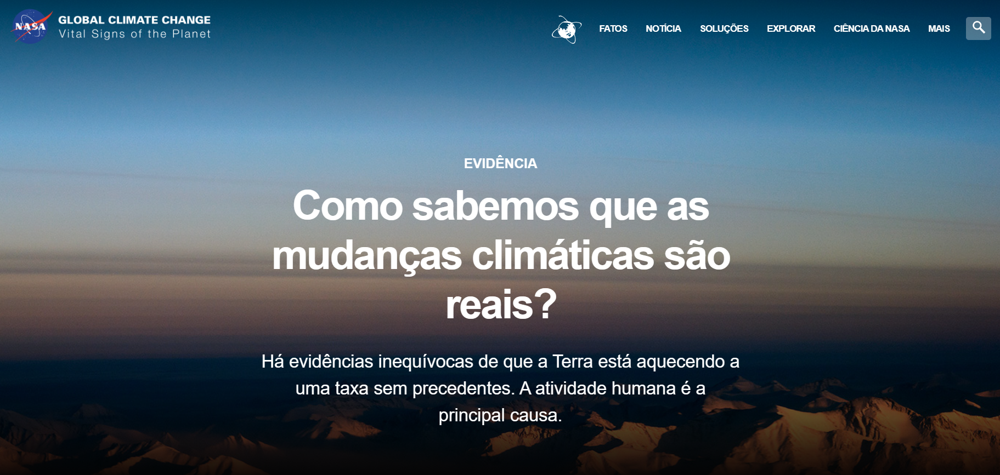 NASA
GLOBAL CLIMATE CHANGE
Vital Signs of the Planet
FATOS
NOTÍCIA
SOLUÇÕES
EXPLORAR
CIÊNCIA DA NASA
MAIS
EVIDÊNCIA
Como sabemos que as
mudanças climáticas são
reais?
Há evidências inequívocas de que a Terra está aquecendo a
uma taxa sem precedentes. A atividade humana é a
principal causa.